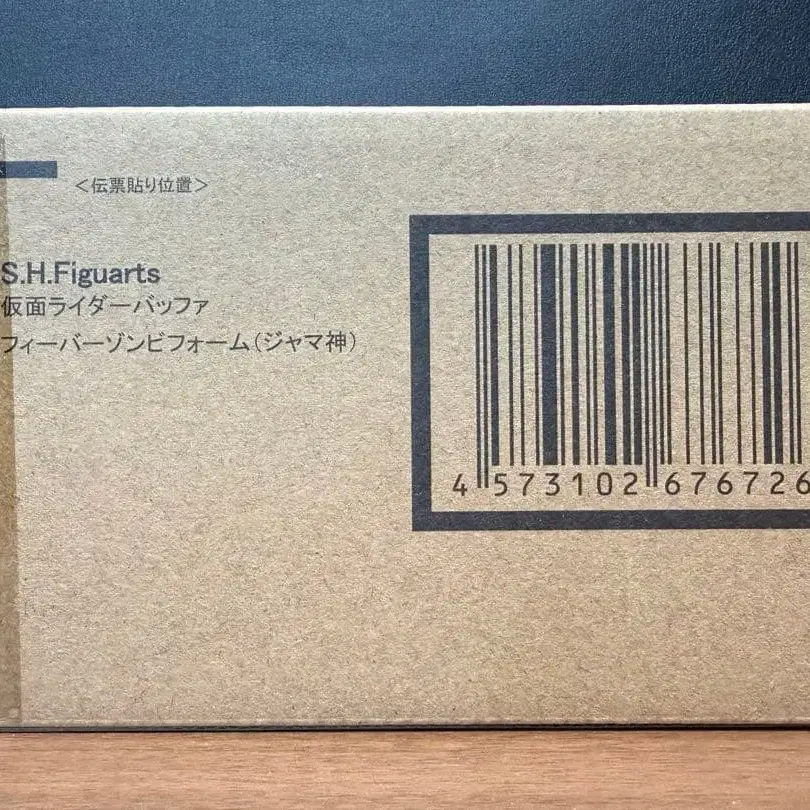 ＜伝票貼り位置＞
S.H.Figuarts
仮面ライダーバッファ
フィーバーゾンビフォーム(ジャマ神)
4 573102 676726